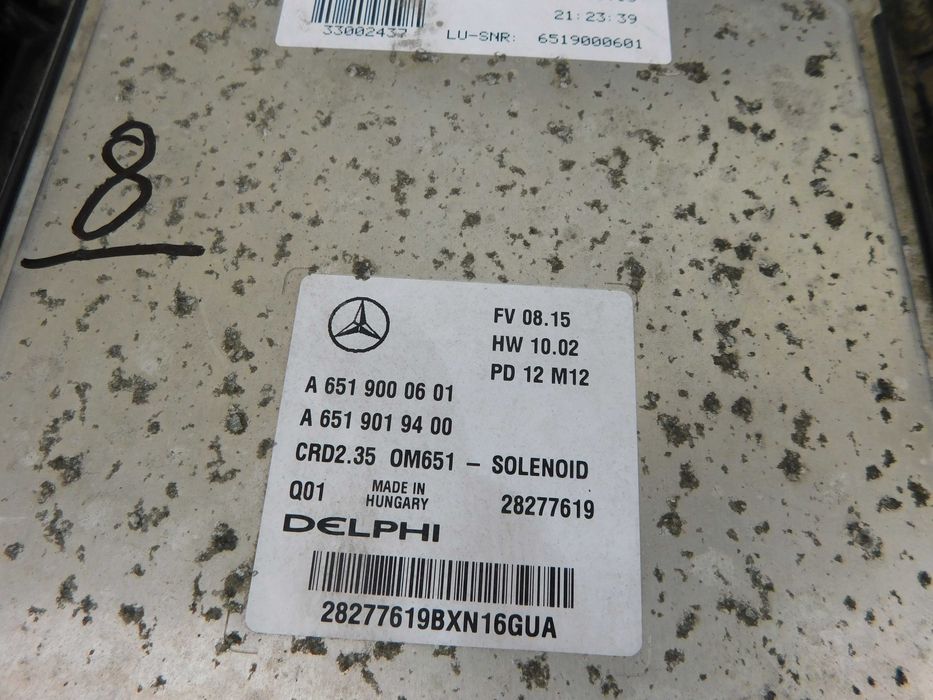 21:23:39
33002437 LU-SNR: 6519000601
8
FV 08.15
HW 10.02
PD 12 M12
A 651 900 06 01
A 651 901 94 00
CRD2.35 OM651 - SOLENOID
Q01 MADE IN HUNGARY 28277619
DELPHI
28277619BXN16GUA